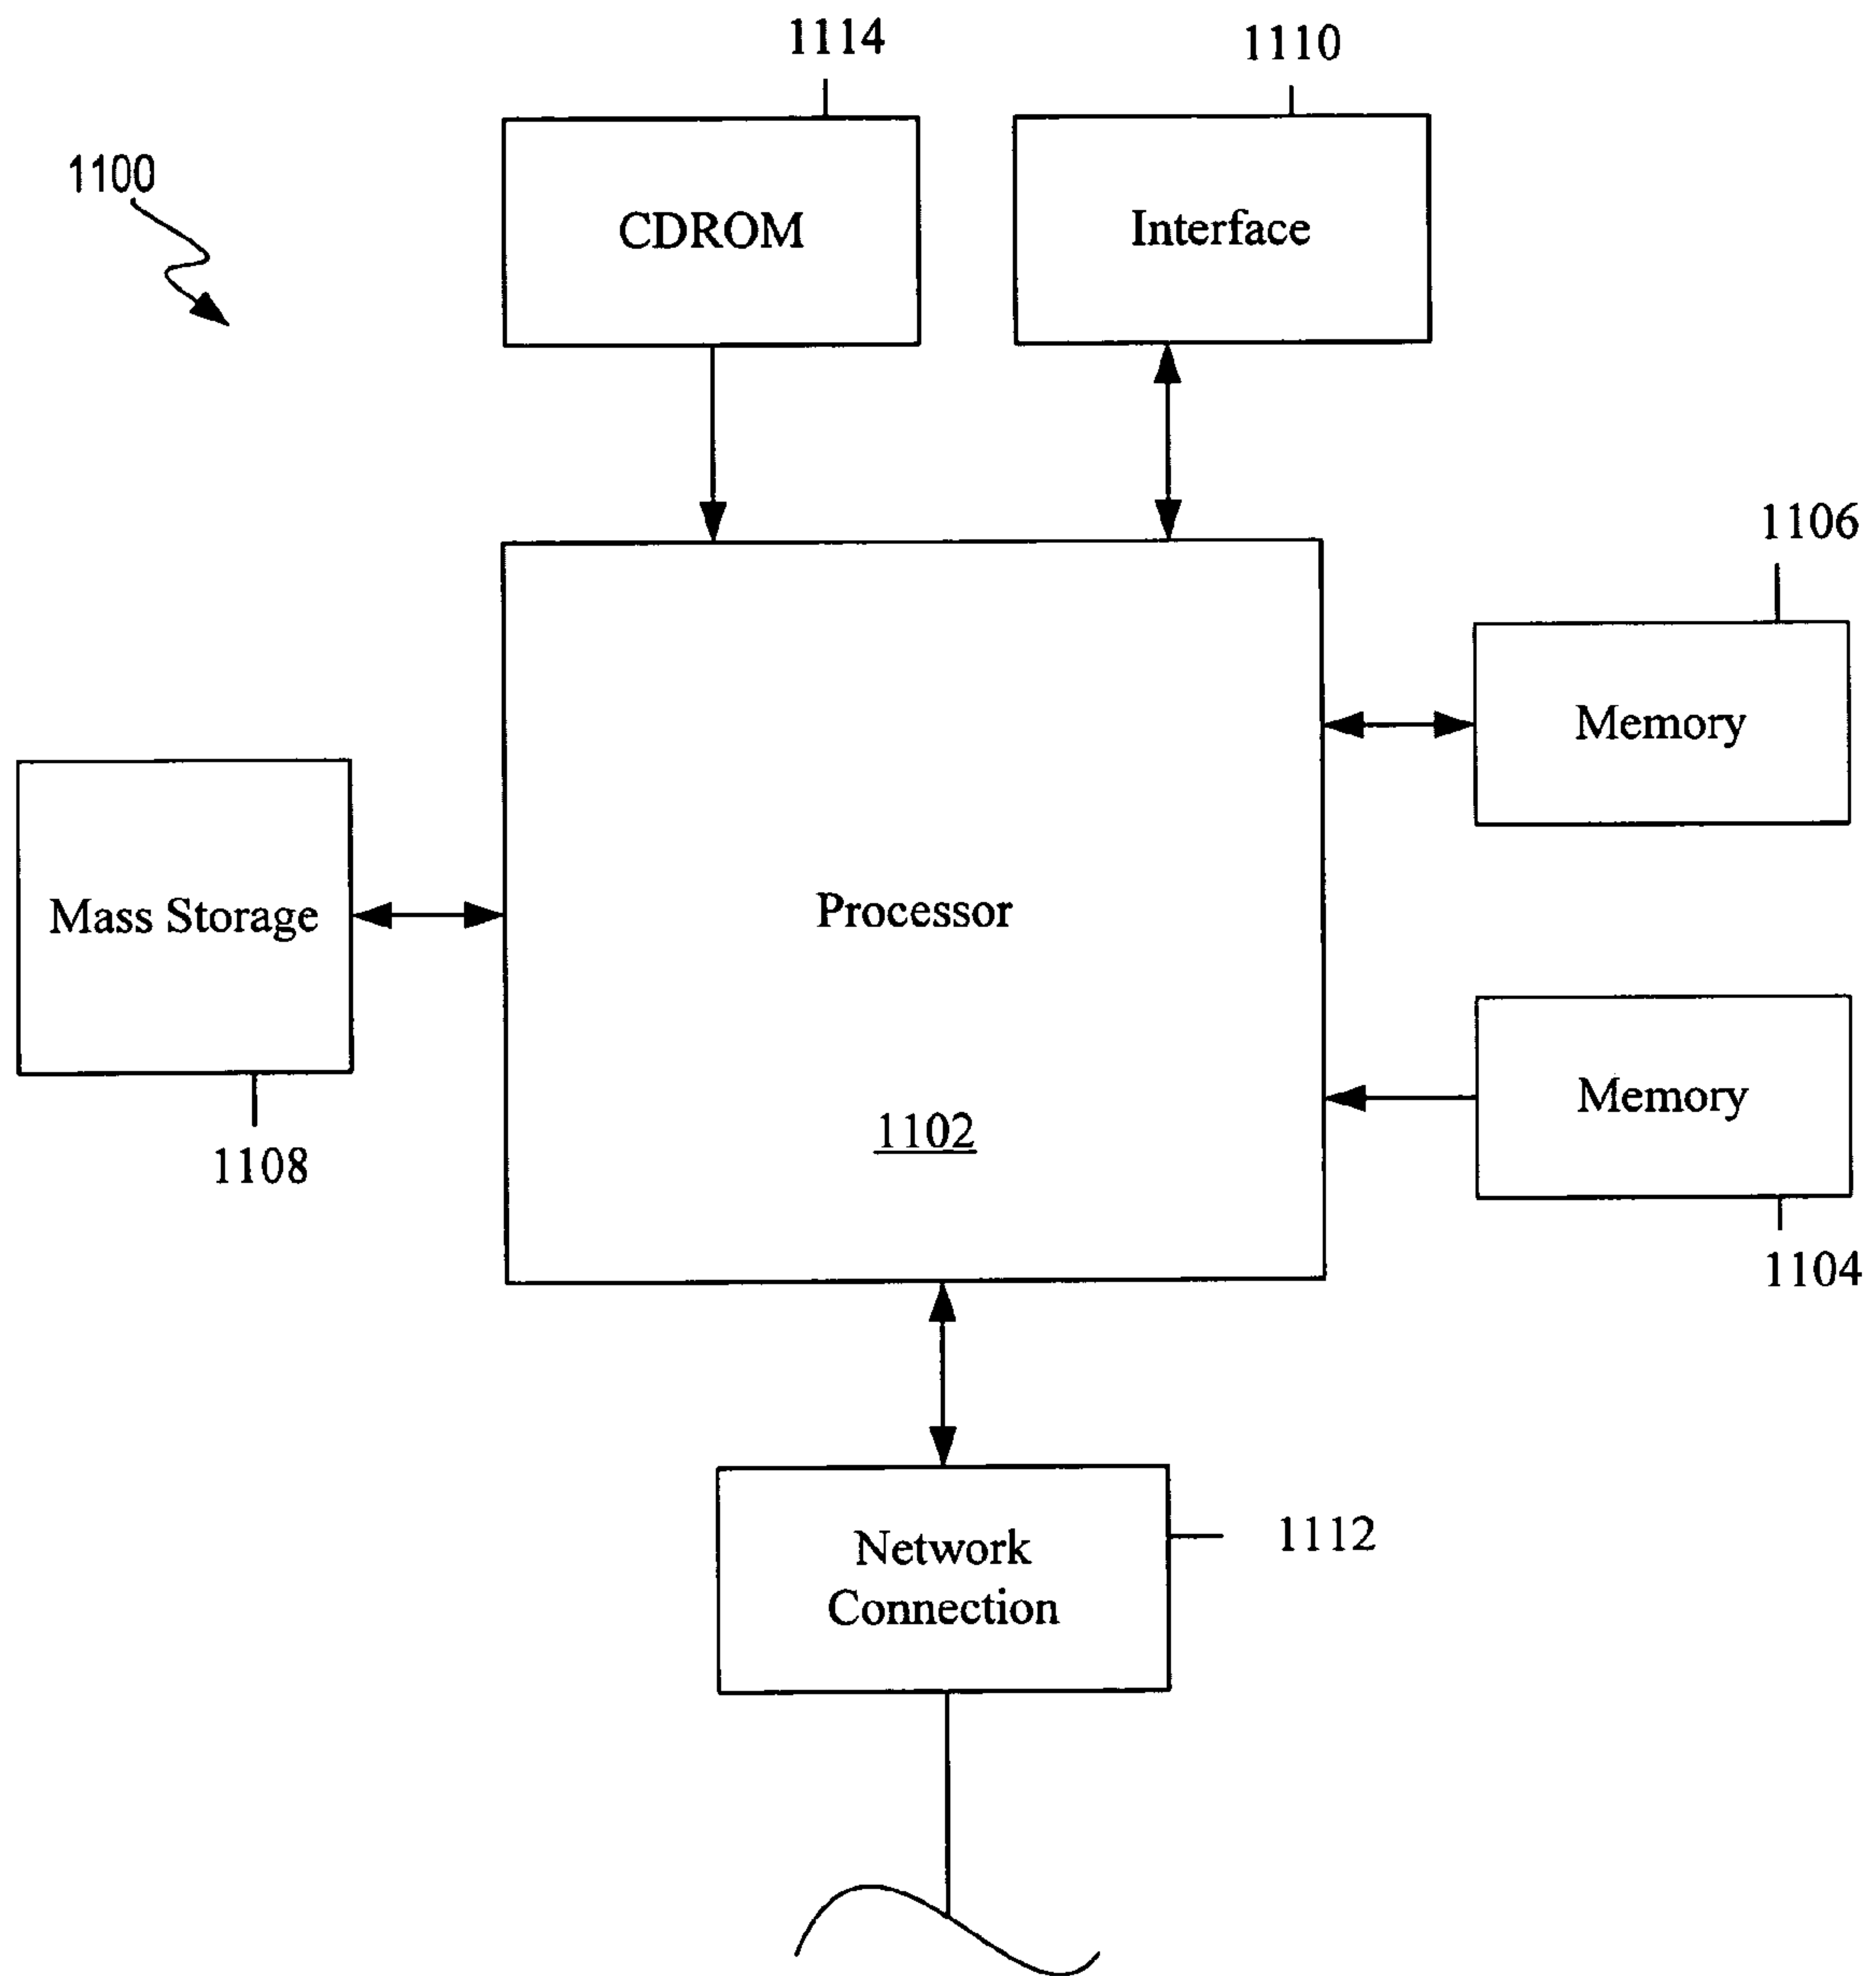 1114
1110
1100
CDROM
Interface
1106
Memory
Mass Storage
Processor
Memory
1102
1108
1104
Network
Connection
1112